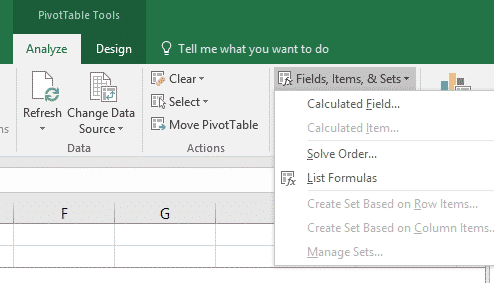 PivotTable Tools
Analyze
Design
Tell me what you want to do
Refresh
Change Data
Source
Data
Clear
Select
Move PivotTable
Actions
Fields, Items, & Sets
Calculated Field...
Calculated Item...
Solve Order...
List Formulas
Create Set Based on Row Items...
Create Set Based on Column Items..
Manage Sets...
F
G